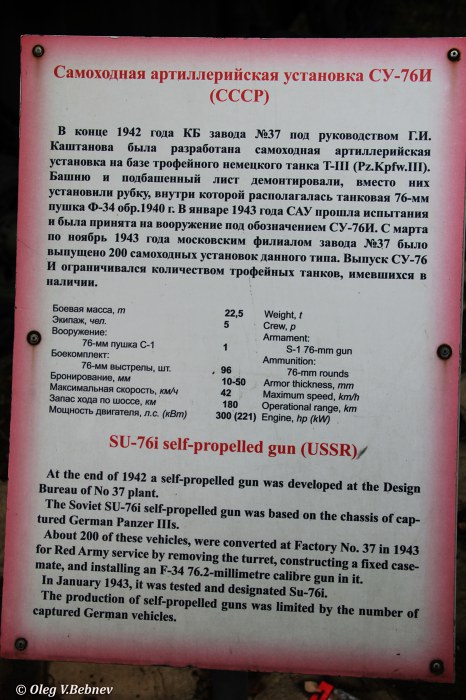 Самоходная артиллерийская установка СУ-76И
(СССР)
В конце 1942 года КБ завода №37 под руководством Г.И.
Каштанова была разработана самоходная артиллерийская
установка на базе трофейного немецкого танка Т-III (Pz.Kpfw.III).
Башню и подбашенный лист демонтировали, вместо них
установили рубку, внутри которой располагалась танковая 76-мм
пушка Ф-34 обр.1940 г. В январе 1943 года САУ прошла испытания
и была принята на вооружение под обозначением СУ-76И. С марта
по ноябрь 1943 года московским филиалом завода №37 было
выпущено 200 самоходных установок данного типа. Выпуск СУ-76
И ограничивался количеством трофейных танков, имевшихся в
наличии.
Боевая масса, т 22,5 Weight, t
Экипаж, чел. 5 Crew, p
Вооружение: Armament:
76-мм пушка С-1 1 S-1 76-mm gun
Боекомплект: Ammunition:
76-мм выстрелы, шт. 96 76-mm rounds
Бронирование, мм 10-50 Armor thickness, mm
Максимальная скорость, км/ч 42 Maximum speed, km/h
Запас хода по шоссе, км 180 Operational range, km
Мощность двигателя, л.с. (кВт) 300 (221) Engine, hp (kW)
SU-76i self-propelled gun (USSR)
At the end of 1942 a self-propelled gun was developed at the Design
Bureau of No 37 plant.
The Soviet SU-76i self-propelled gun was based on the chassis of cap-
tured German Panzer IIIs.
About 200 of these vehicles, were converted at Factory No. 37 in 1943
for Red Army service by removing the turret, constructing a fixed case-
mate, and installing an F-34 76.2-millimetre calibre gun in it.
In January 1943, it was tested and designated Su-76i.
The production of self-propelled guns was limited by the number of
captured German vehicles.
© Oleg V.Bebnev